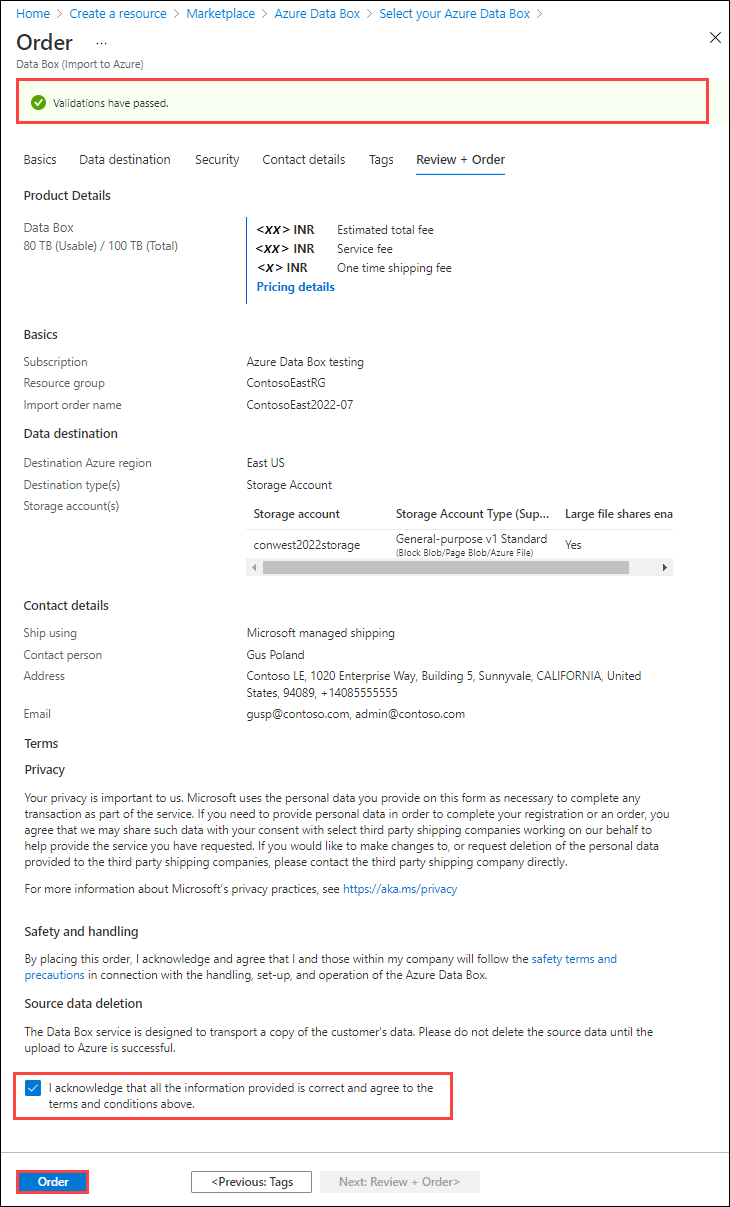 Home > Create a resource > Marketplace > Azure Data Box > Select your Azure Data Box >
Order ...
Data Box (Import to Azure)
Validations have passed.
Basics Data destination Security Contact details Tags Review + Order
Product Details
Data Box
80 TB (Usable) / 100 TB (Total)
<XX> INR Estimated total fee
<XX> INR Service fee
<X> INR One time shipping fee
Pricing details
Basics
Subscription Azure Data Box testing
Resource group ContosoEastRG
Import order name ContosoEast2022-07
Data destination
Destination Azure region East US
Destination type(s) Storage Account
Storage account(s)
Storage account Storage Account Type (Sup... Large file shares ena
conwest2022storage General-purpose v1 Standard Yes
(Block Blob/Page Blob/Azure File)
Contact details
Ship using Microsoft managed shipping
Contact person Gus Poland
Address Contoso LE, 1020 Enterprise Way, Building 5, Sunnyvale, CALIFORNIA, United
States, 94089, +14085555555
Email gusp@contoso.com, admin@contoso.com
Terms
Privacy
Your privacy is important to us. Microsoft uses the personal data you provide on this form as necessary to complete any
transaction as part of the service. If you need to provide personal data in order to complete your registration or an order, you
agree that we may share such data with your consent with select third party shipping companies working on our behalf to
help provide the service you have requested. If you would like to make changes to, or request deletion of the personal data
provided to the third party shipping companies, please contact the third party shipping company directly.
For more information about Microsoft's privacy practices, see https://aka.ms/privacy
Safety and handling
By placing this order, I acknowledge and agree that I and those within my company will follow the safety terms and
precautions in connection with the handling, set-up, and operation of the Azure Data Box.
Source data deletion
The Data Box service is designed to transport a copy of the customer's data. Please do not delete the source data until the
upload to Azure is successful.
I acknowledge that all the information provided is correct and agree to the
terms and conditions above.
Order <Previous: Tags Next: Review + Order>